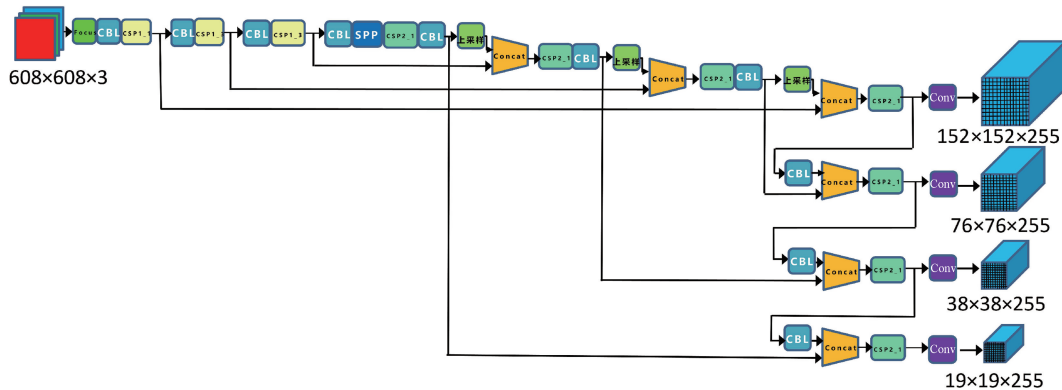 Focus CBL CSP1_1 CBL CSP1_ CBL CSP1_3 CBL SPP CSP2_1 CBL 上采样
Concat CSP2_1 CBL 上采样
Concat CSP2_1 CBL 上采样
Concat CSP2_1 Conv
608×608×3
152×152×255
CBL Concat CSP2_1 Conv
76×76×255
CBL Concat CSP2_1 Conv
38×38×255
CBL Concat CSP2_1 Conv
19×19×255